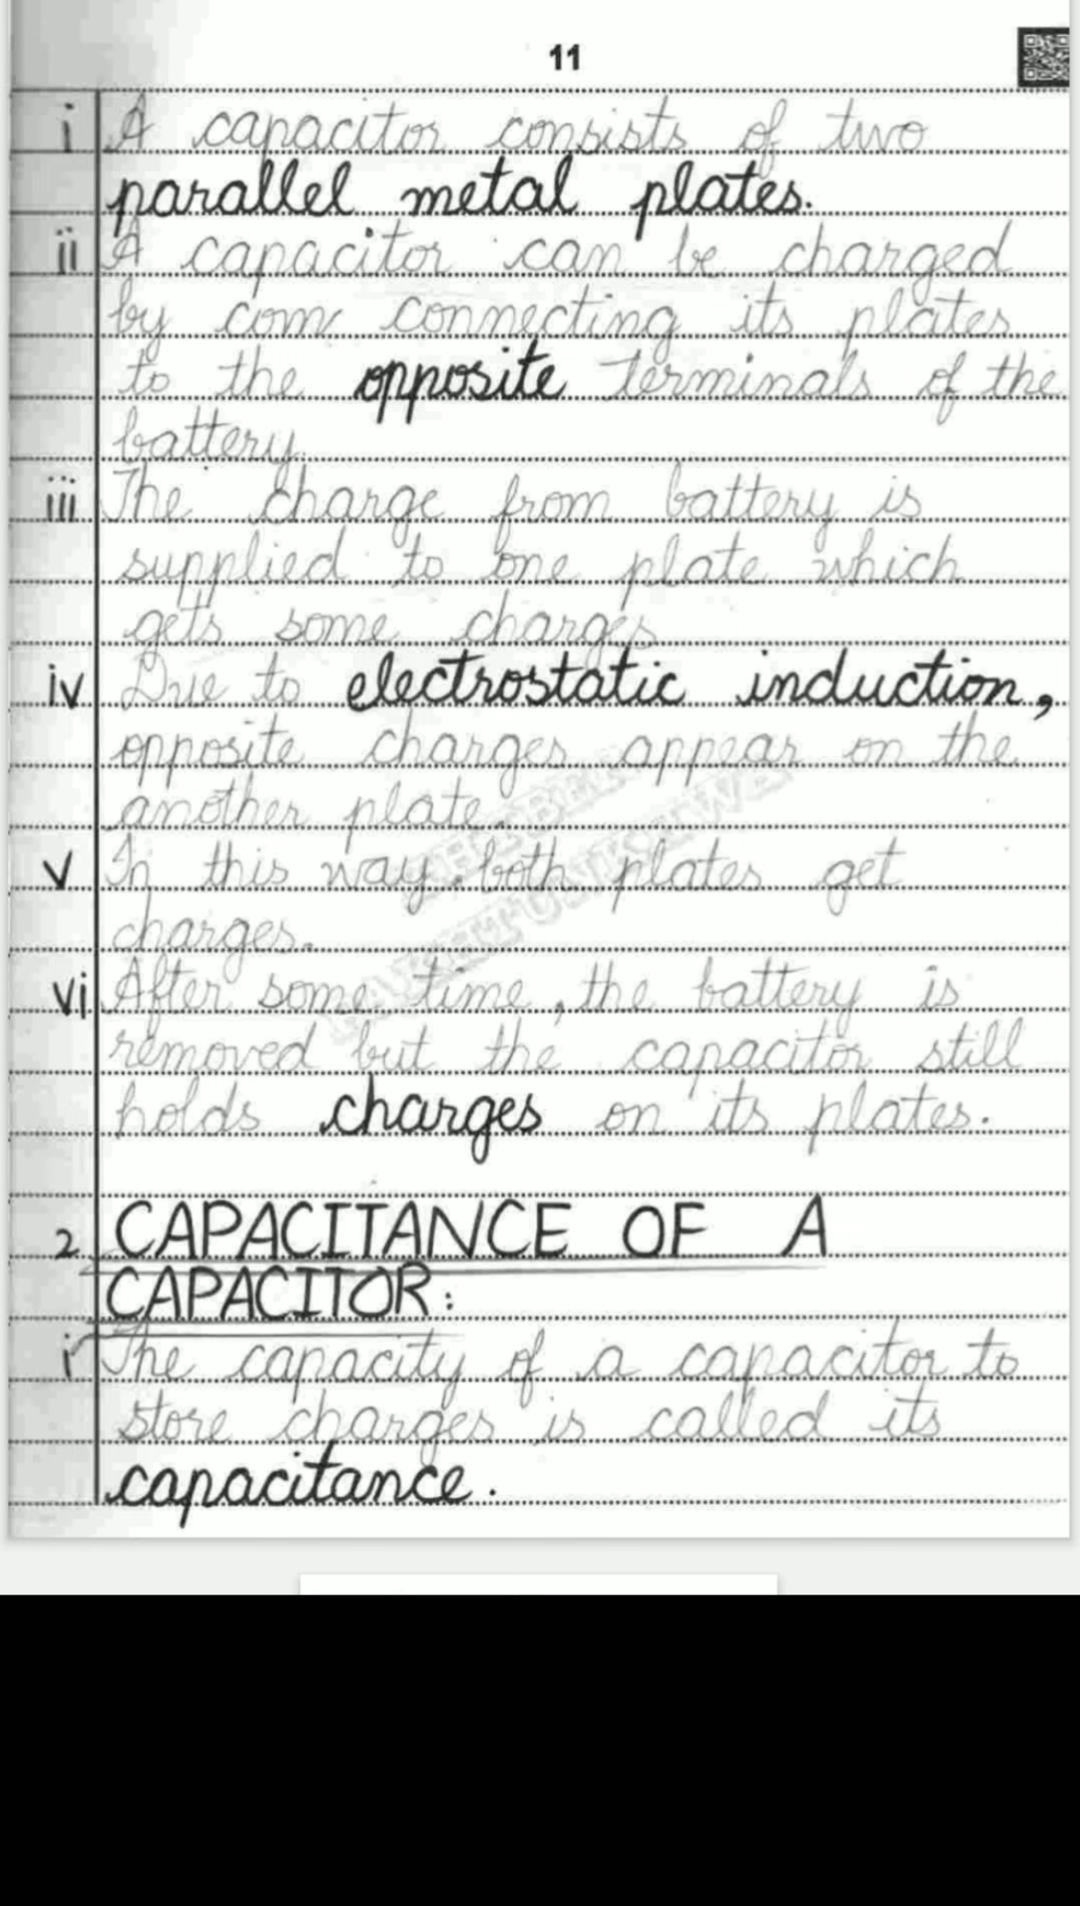 11
i A capacitor consists of two
parallel metal plates.
ii A capacitor can be charged
by com connecting its plates
to the opposite terminals of the
battery.
iii The charge from battery is
supplied to one plate which
gets some charges
iv Due to electrostatic induction,
opposite charges appear on the
another plate.
v In this way, both plates get
charges.
vi After some time, the battery is
removed but the capacitor still
holds charges on its plates.
2 CAPACITANCE OF A
CAPACITOR:
i The capacity of a capacitor to
store charges is called its
capacitance.